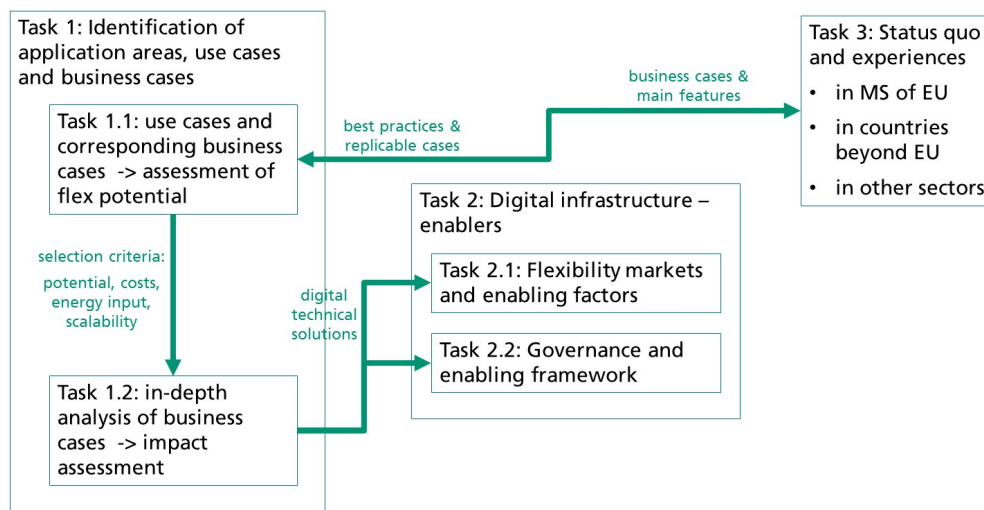 Task 1: Identification of
application areas, use cases
and business cases
Task 1.1: use cases and
corresponding business
cases -> assessment of
flex potential
selection criteria:
potential, costs,
energy input,
scalability
Task 1.2: in-depth
analysis of business
cases -> impact
assessment
best practices &
replicable cases
business cases &
main features
digital
technical
solutions
Task 2: Digital infrastructure –
enablers
Task 2.1: Flexibility markets
and enabling factors
Task 2.2: Governance and
enabling framework
Task 3: Status quo
and experiences
• in MS of EU
• in countries
beyond EU
• in other sectors